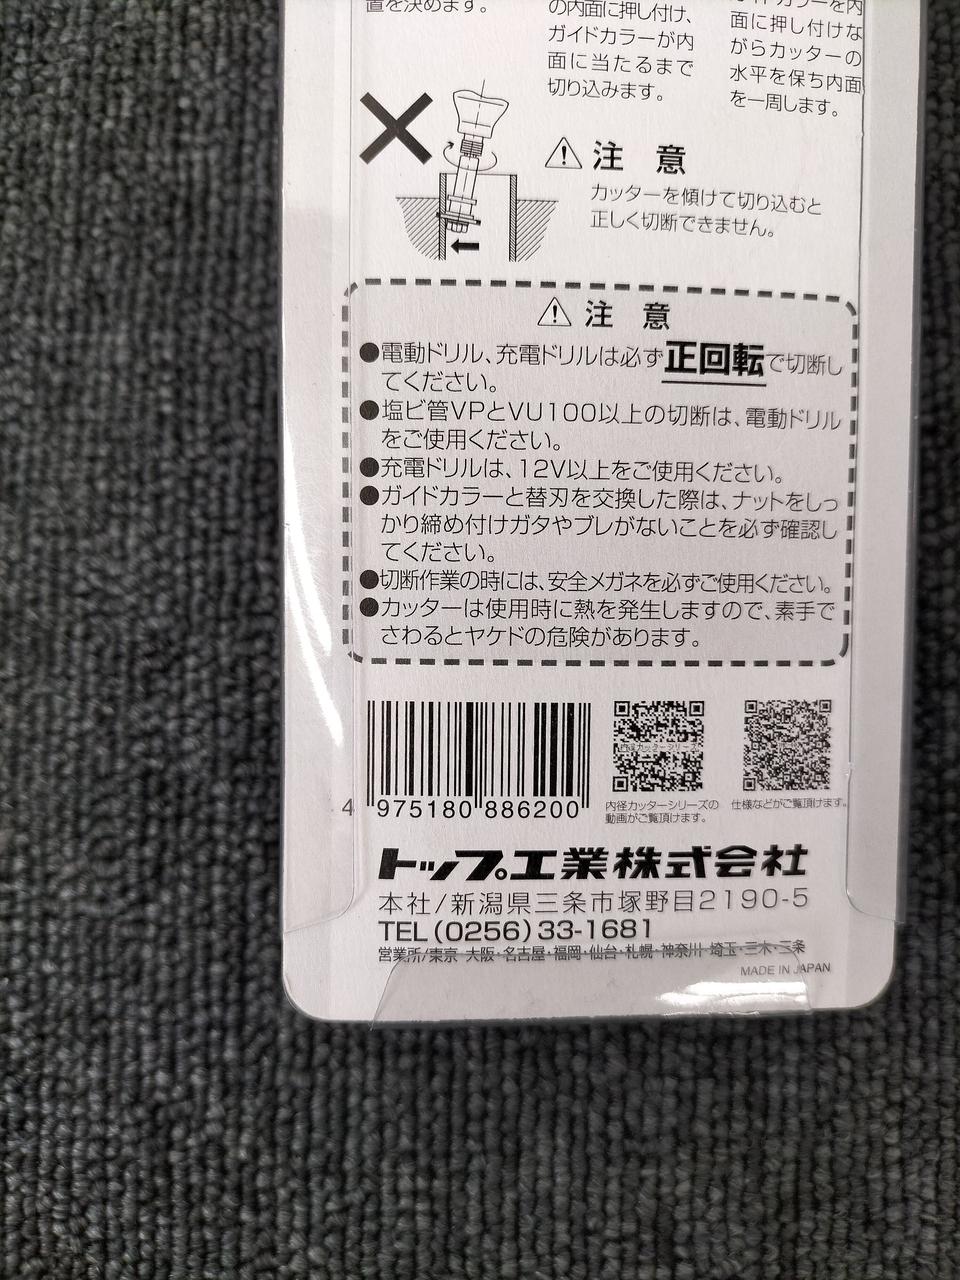 置を決めます。
の内面に押し付け、
ガイドカラーが内
面に当たるまで
切り込みます。
ドカラーを内
面に押し付けな
がらカッターの
水平を保ち内面
を一周します。
注 意
カッターを傾けて切り込むと
正しく切断できません。
注 意
●電動ドリル、充電ドリルは必ず正回転で切断し
てください。
●塩ビ管VPとVU100以上の切断は、電動ドリル
をご使用ください。
●充電ドリルは、12V以上をご使用ください。
●ガイドカラーと替刃を交換した際は、ナットをしっ
かり締め付けガタやブレがないことを必ず確認し
てください。
●切断作業の時には、安全メガネを必ずご使用ください。
●カッターは使用時に熱を発生しますので、素手で
さわるとヤケドの危険があります。
4 975180 886200
内径カッターシリーズ
内径カッターシリーズの
動画がご覧頂けます。
仕様などがご覧頂けます。
トップ工業株式会社
本社/新潟県三条市塚野目2190-5
TEL(0256)33-1681
営業所/東京・大阪・名古屋・福岡・仙台・札幌・神奈川・埼玉・三木・三条
MADE IN JAPAN